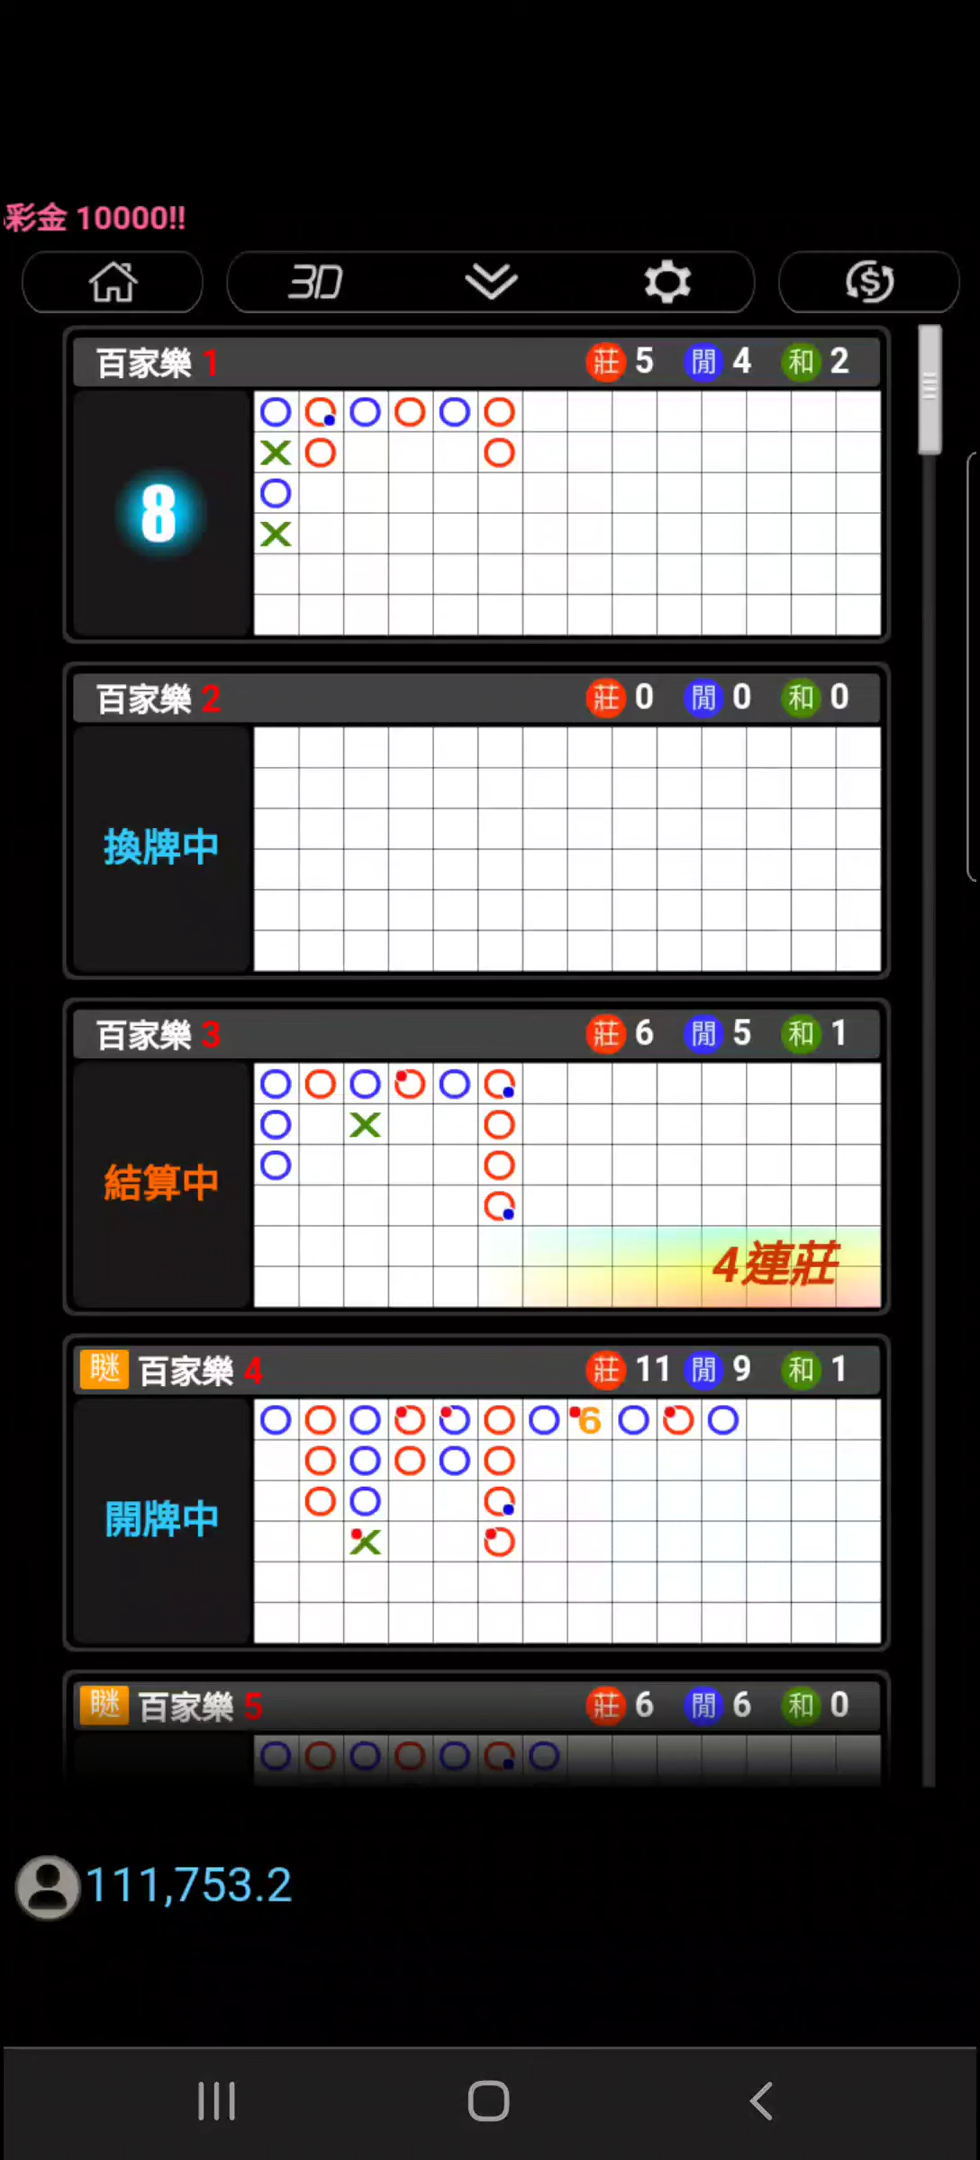 彩金 10000!!
3D
百家樂 1 莊 5 閒 4 和 2
8
百家樂 2 莊 0 閒 0 和 0
換牌中
百家樂 3 莊 6 閒 5 和 1
結算中
4連莊
瞇 百家樂 4 莊 11 閒 9 和 1
6
開牌中
瞇 百家樂 5 莊 6 閒 6 和 0
111,753.2